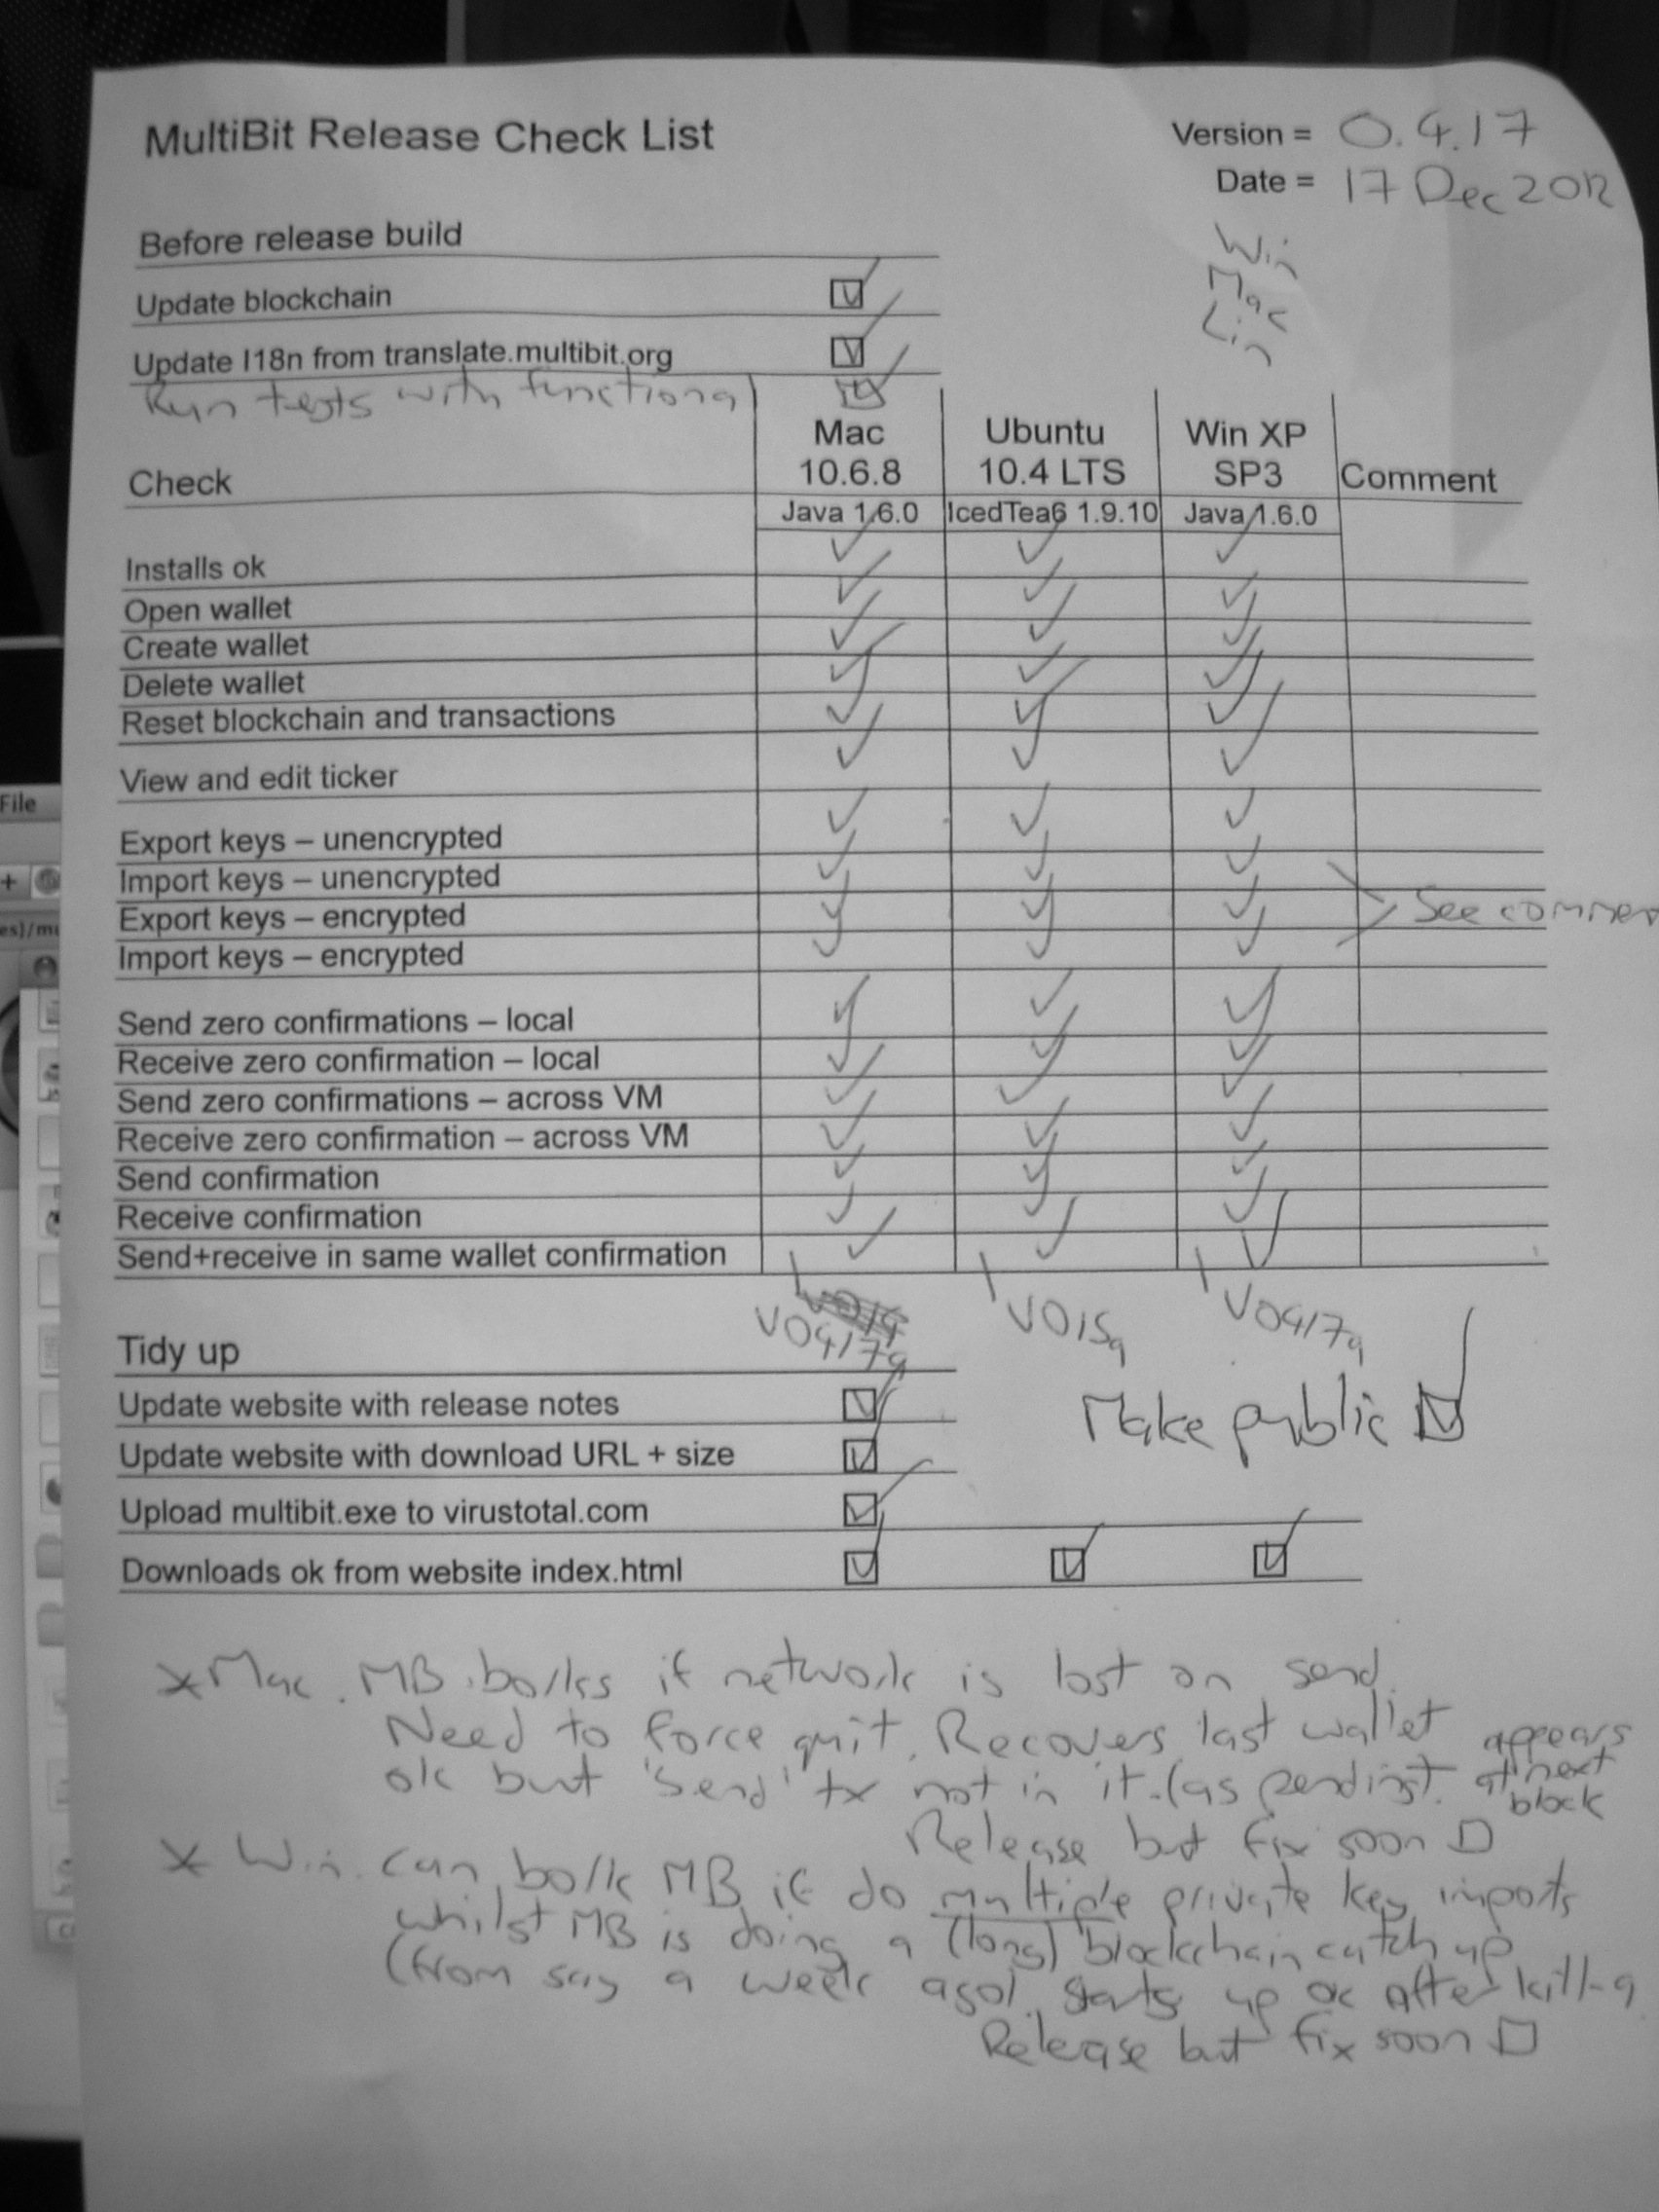 MultiBit Release Check List
Version = 0.4.17
Date = 17 Dec 2012
Win
Mac
Lin
Before release build
Update blockchain
Update I18n from translate.multibit.org
Run tests with functional
Check
Mac 10.6.8
Ubuntu 10.4 LTS
Win XP SP3
Comment
Java 1.6.0
IcedTea6 1.9.10
Java 1.6.0
Installs ok
Open wallet
Create wallet
Delete wallet
Reset blockchain and transactions
View and edit ticker
Export keys – unencrypted
Import keys – unencrypted
Export keys – encrypted
See commen
Import keys – encrypted
Send zero confirmations – local
Receive zero confirmation – local
Send zero confirmations – across VM
Receive zero confirmation – across VM
Send confirmation
Receive confirmation
Send+receive in same wallet confirmation
V0417a
V015a
V0417a
Tidy up
Update website with release notes
Make public
Update website with download URL + size
Upload multibit.exe to virustotal.com
Downloads ok from website index.html
* Mac. MB borks if network is lost on send.
Need to force quit. Recovers last wallet
ok but 'Send' tx not in it. (as pending). appears at next block
Release but fix soon
* Win. can bork MB if do multiple private key imports
whilst MB is doing a (long) blockchain catch up
(from say a week ago). Starts up ok after kill -9
Release but fix soon
File